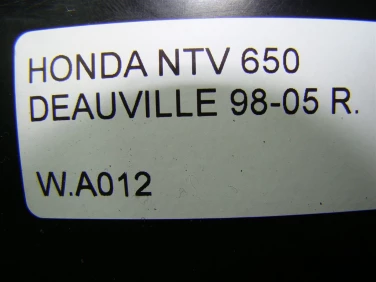 HONDA NTV 650
DEAUVILLE 98-05 R.
W.A012